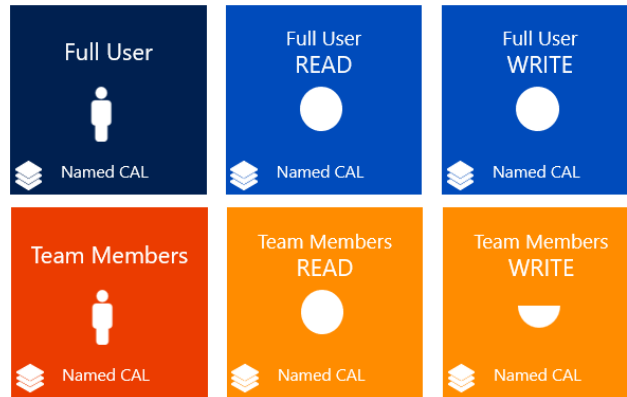 Full User
Named CAL
Full User
READ
Named CAL
Full User
WRITE
Named CAL
Team Members
Named CAL
Team Members
READ
Named CAL
Team Members
WRITE
Named CAL